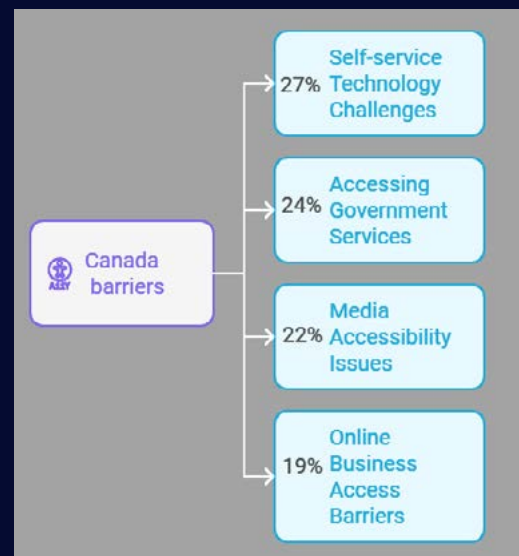 Canada
barriers
A11Y
27%
Self-service
Technology
Challenges
24%
Accessing
Government
Services
22%
Media
Accessibility
Issues
19%
Online
Business
Access
Barriers